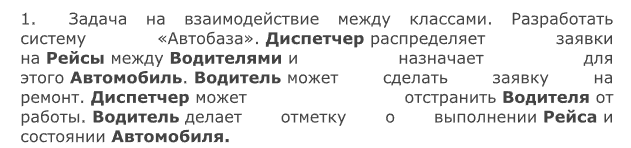 1. Задача на взаимодействие между классами. Разработать
систему «Автобаза». Диспетчер распределяет заявки
на Рейсы между Водителями и назначает для
этого Автомобиль. Водитель может сделать заявку на
ремонт. Диспетчер может отстранить Водителя от
работы. Водитель делает отметку о выполнении Рейса и
состоянии Автомобиля.